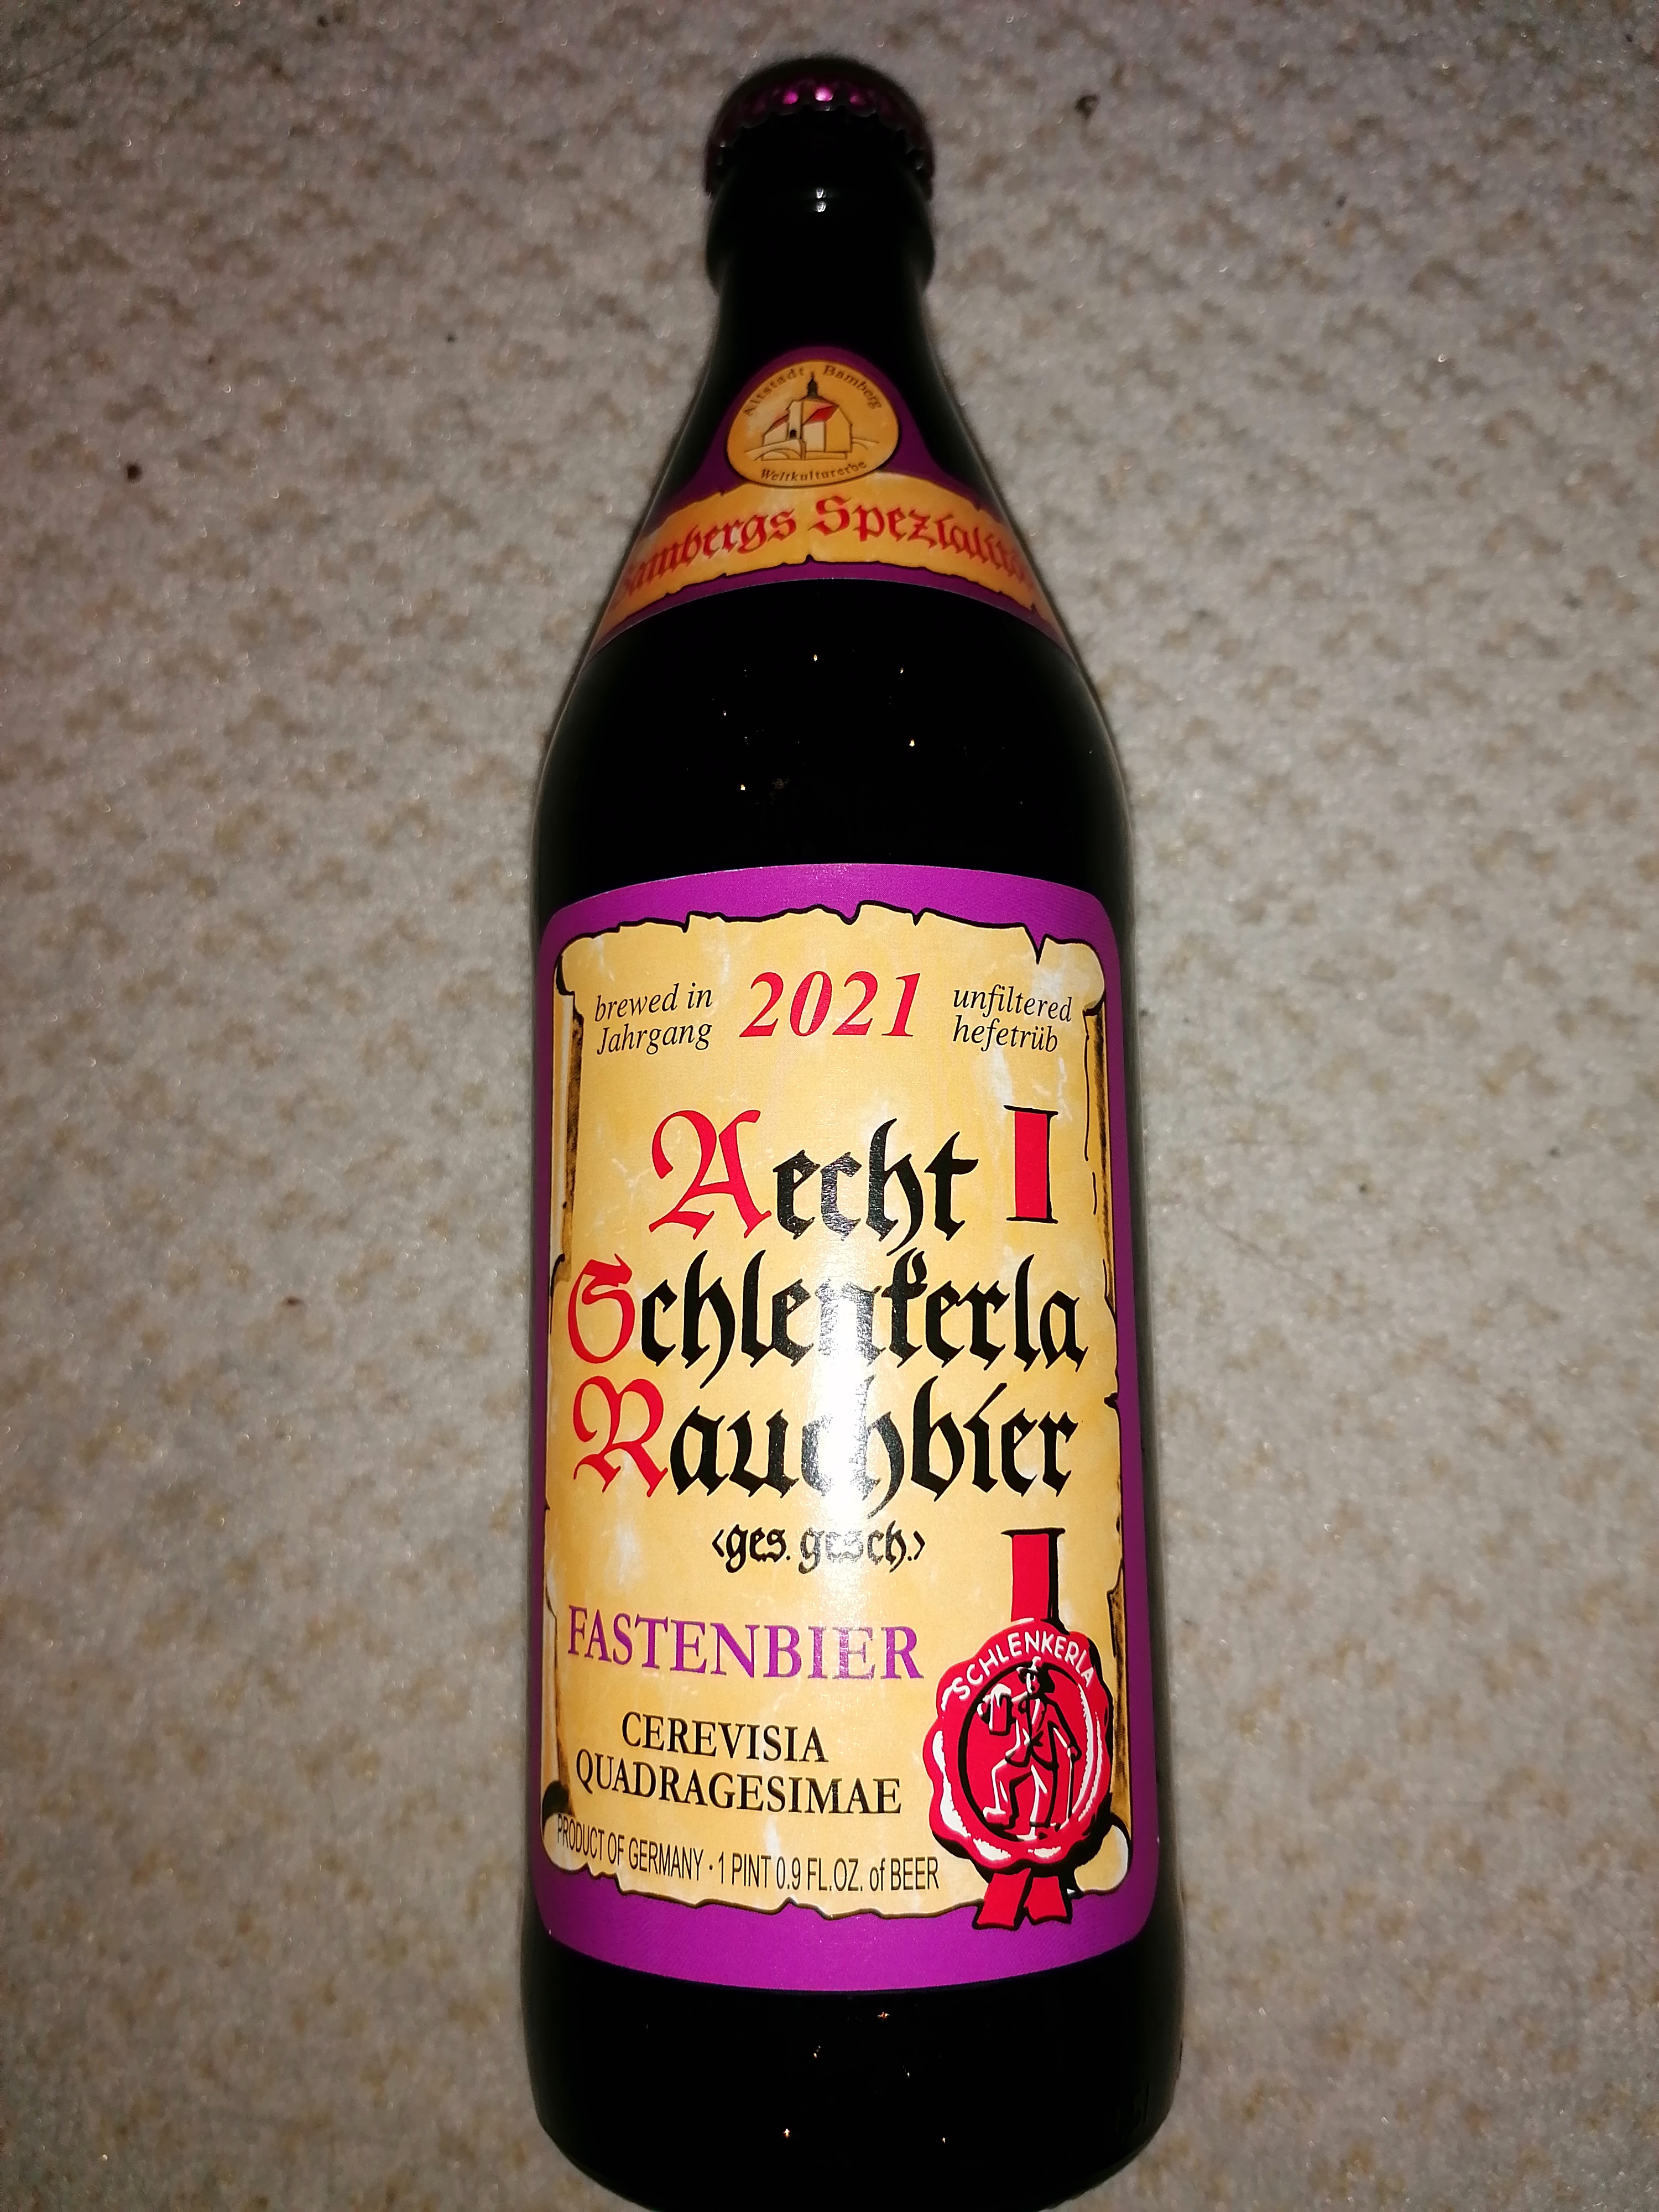 Altstadt Bamberg
Weltkulturerbe
Spezialität
brewed in 2021 unfiltered
Jahrgang hefetrüb
Aecht
Schlenkerla
Rauchbier
<ges. gesch.>
FASTENBIER
SCHLENKERLA
CEREVISIA
QUADRAGESIMAE
PRODUCT OF GERMANY · 1 PINT 0.9 FL.OZ. of BEER